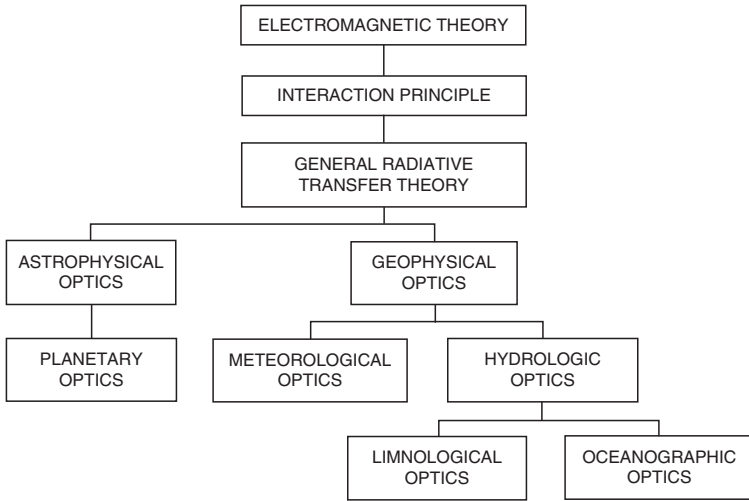 ELECTROMAGNETIC THEORY
INTERACTION PRINCIPLE
GENERAL RADIATIVE
TRANSFER THEORY
ASTROPHYSICAL
OPTICS
GEOPHYSICAL
OPTICS
PLANETARY
OPTICS
METEOROLOGICAL
OPTICS
HYDROLOGIC
OPTICS
LIMNOLOGICAL
OPTICS
OCEANOGRAPHIC
OPTICS